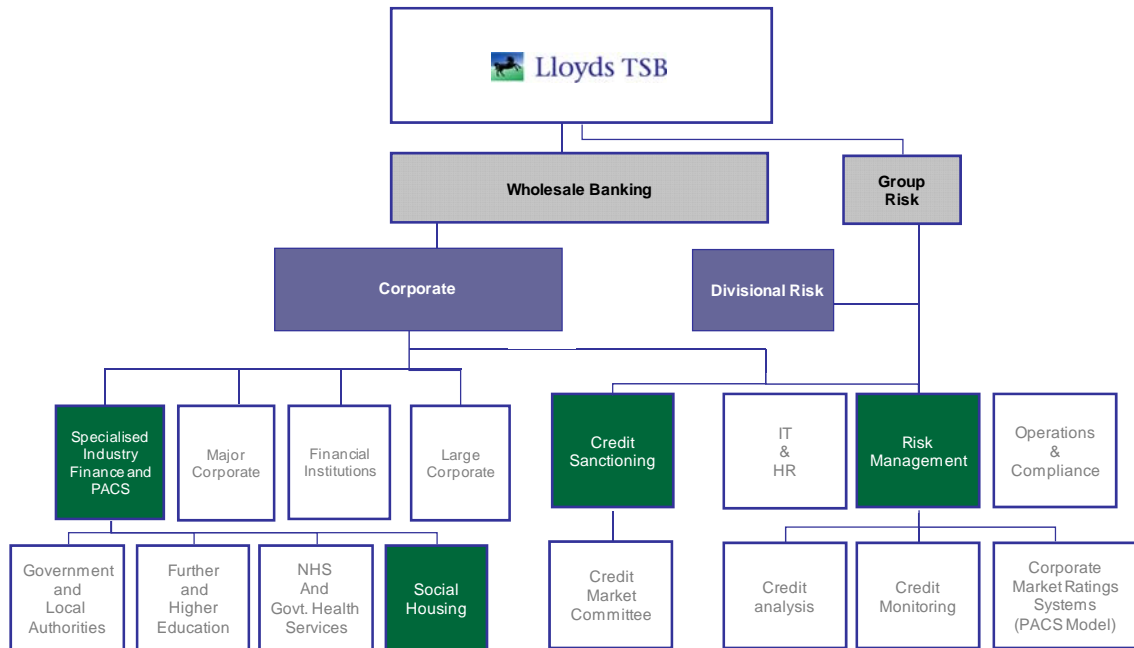 Lloyds TSB
Wholesale Banking
Group
Risk
Corporate
Divisional Risk
Specialised
Industry
Finance and
PACS
Major
Corporate
Financial
Institutions
Large
Corporate
Credit
Sanctioning
IT
&
HR
Risk
Management
Operations
&
Compliance
Government
and
Local
Authorities
Further
and
Higher
Education
NHS
And
Govt. Health
Services
Social
Housing
Credit
Market
Committee
Credit
analysis
Credit
Monitoring
Corporate
Market Ratings
Systems
(PACS Model)